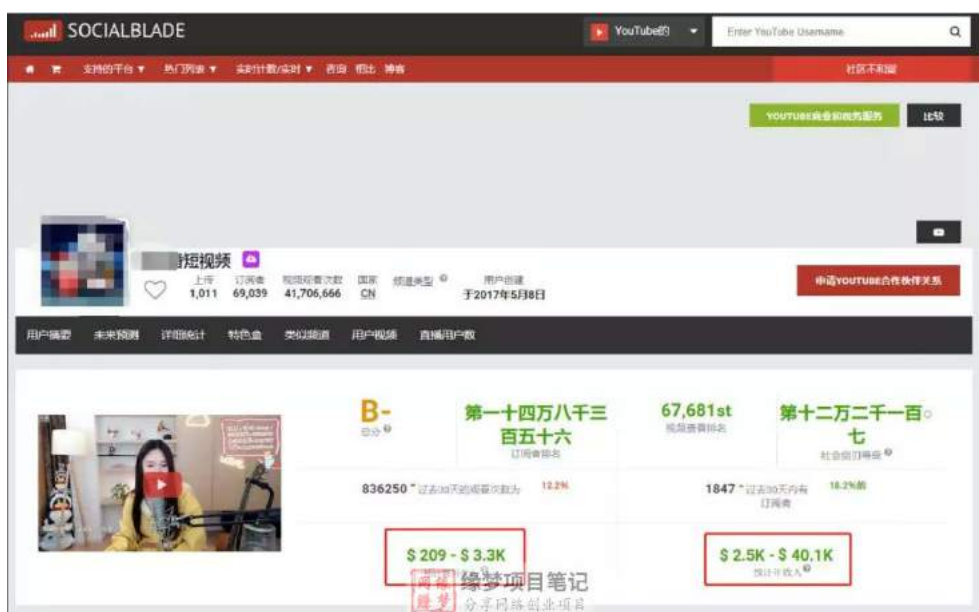 SOCIALBLADE
YouTube的
Enter YouTube Username
支持的平台 热门列表 实时计数/实时 咨询 相比 博客
YOUTUBE商业和税务服务 比较
短视频
上传 订阅者 视频观看次数 国家 频道类型 用户创建
1,011 69,039 41,706,666 CN 于2017年5月8日
申请YOUTUBE合作伙伴关系
用户摘要 未来预测 详细统计 特色盒 类似频道 用户视频 直播用户数
B- 第一十四万八千三 67,681st 第十二万二千一百
总分 百五十六 视频查看排名 七
订阅者排名 社会刀片等级
836250 过去30天的观看次数为 12.2%
1847 过去30天内有 18.2%的
订阅者
$ 209 - $ 3.3K $ 2.5K - $ 40.1K
预计年收入
缘梦项目笔记
分享网络创业项目